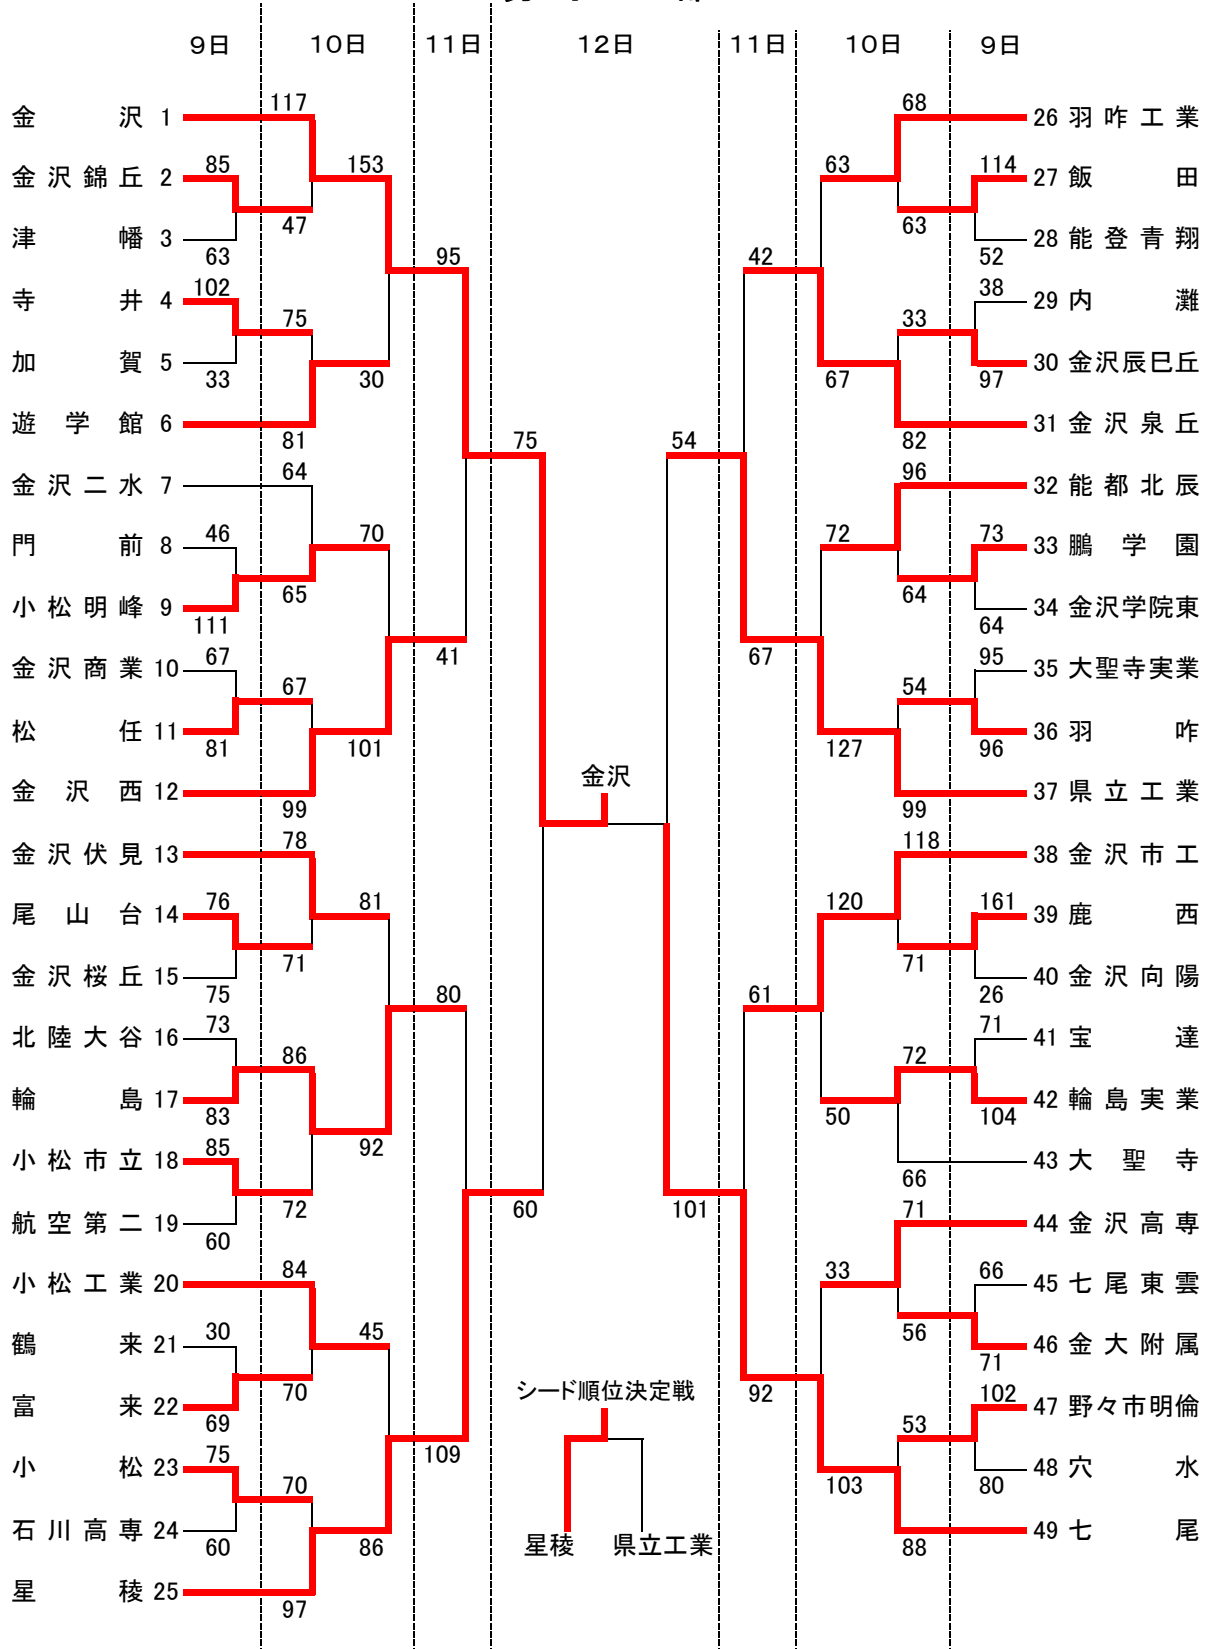 9日 10日 11日 12日 11日 10日 9日
金沢 1
117
金沢錦丘 2
85
153
47
津幡 3
63
95
寺井 4
102
75
加賀 5
33
30
遊学館 6
81
75
金沢二水 7
64
門前 8
46
70
65
小松明峰 9
111
41
金沢商業 10
67
67
松任 11
81
101
金沢西 12
99
金沢
金沢伏見 13
78
尾山台 14
76
81
71
金沢桜丘 15
75
80
北陸大谷 16
73
86
輪島 17
83
92
小松市立 18
85
72
60
航空第二 19
60
小松工業 20
84
鶴来 21
30
45
70
富来 22
69
109
小松 23
75
70
石川高専 24
60
86
星稜 25
97
68
26 羽咋工業
63
114
27 飯田
63
28 能登青翔
52
42
38
29 内灘
33
30 金沢辰巳丘
97
67
31 金沢泉丘
82
54
96
32 能都北辰
72
73
33 鵬学園
64
34 金沢学院東
64
67
95
35 大聖寺実業
54
36 羽咋
96
127
37 県立工業
99
118
38 金沢市工
120
161
39 鹿西
71
40 金沢向陽
26
61
71
41 宝達
72
42 輪島実業
104
50
43 大聖寺
66
101
71
44 金沢高専
33
66
45 七尾東雲
56
46 金大附属
71
92
102
47 野々市明倫
53
48 穴水
80
103
49 七尾
88
シード順位決定戦
星稜 県立工業